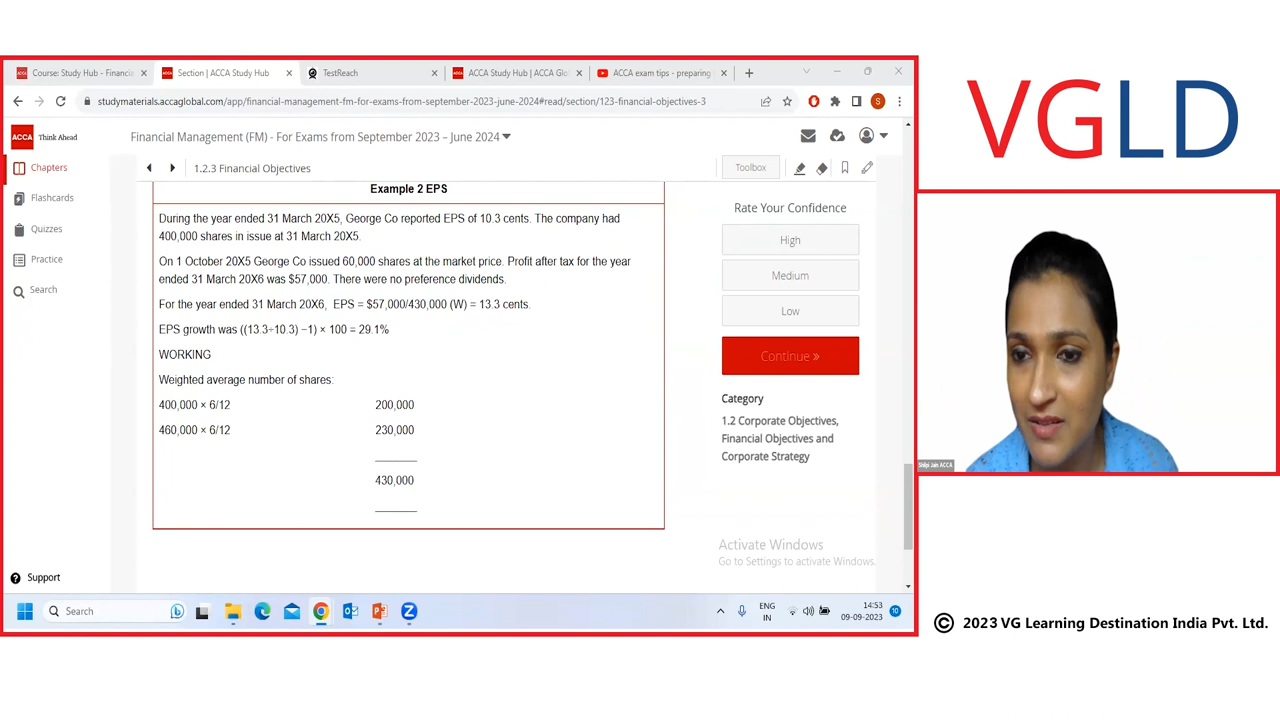 Course: Study Hub - Financi
Section | ACCA Study Hub
TestReach
ACCA Study Hub | ACCA Glo
ACCA exam tips - preparing
studymaterials.accaglobal.com/app/financial-management-fm-for-exams-from-september-2023-june-2024#read/section/123-financial-objectives-3
S
ACCA Think Ahead
Financial Management (FM) - For Exams from September 2023 – June 2024
Chapters
Flashcards
Quizzes
Practice
Search
Support
1.2.3 Financial Objectives
Toolbox
Example 2 EPS
During the year ended 31 March 20X5, George Co reported EPS of 10.3 cents. The company had
400,000 shares in issue at 31 March 20X5.
On 1 October 20X5 George Co issued 60,000 shares at the market price. Profit after tax for the year
ended 31 March 20X6 was $57,000. There were no preference dividends.
For the year ended 31 March 20X6, EPS = $57,000/430,000 (W) = 13.3 cents.
EPS growth was ((13.3÷10.3) −1) × 100 = 29.1%
WORKING
Weighted average number of shares:
400,000 × 6/12 200,000
460,000 × 6/12 230,000
430,000
Rate Your Confidence
High
Medium
Low
Continue »
Category
1.2 Corporate Objectives,
Financial Objectives and
Corporate Strategy
Activate Windows
Go to Settings to activate Windows.
Search
ENG
IN
14:53
09-09-2023
10
VGLD
Shilpi Jain ACCA
© 2023 VG Learning Destination India Pvt. Ltd.